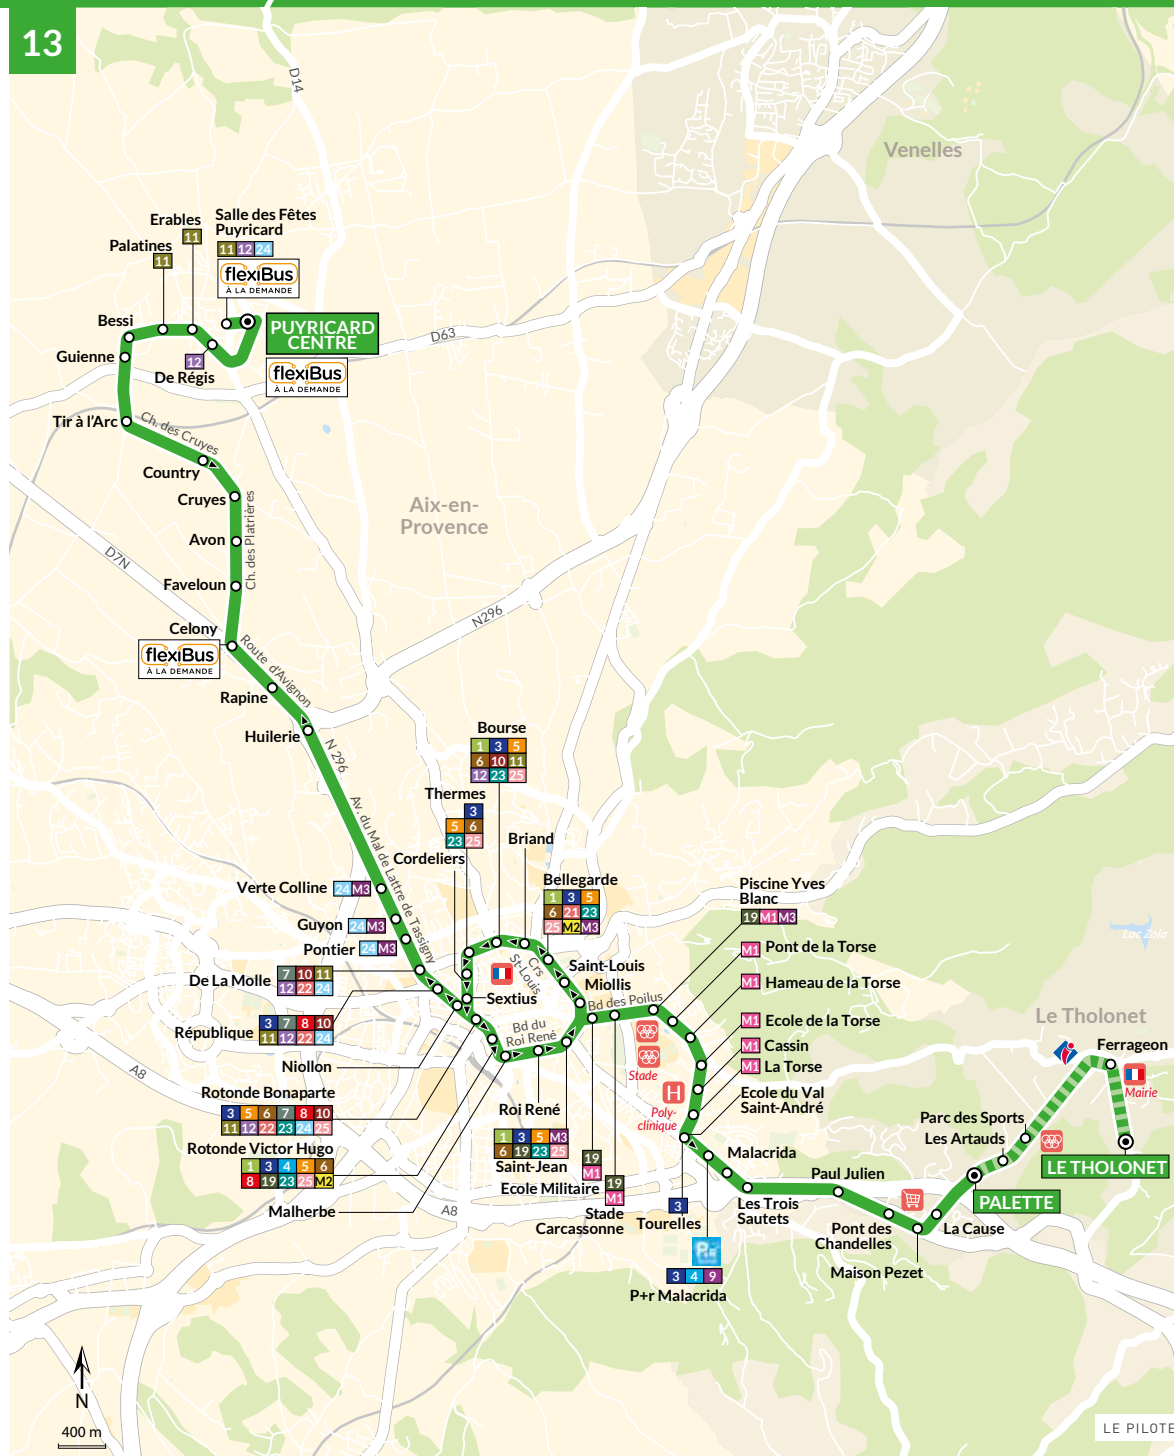 13
D14
Venelles
Erables
11
Salle des Fêtes
Puyricard
11 12 24
flexiBus
À LA DEMANDE
Palatines
11
Bessi
PUYRICARD
CENTRE
flexiBus
À LA DEMANDE
D63
Guienne
12
De Régis
Tir à l'Arc
Ch. des Cruyes
Country
Cruyes
Ch. des Platrières
Aix-en-
Provence
Avon
D7N
Faveloun
N296
Celony
flexiBus
À LA DEMANDE
Route d'Avignon
Rapine
Huilerie
N 296
Bourse
1 3 5
6 10 11
12 23 25
Thermes
3
5 6
23 25
Av. du Mal de Lattre de Tassigny
Briand
Cordeliers
Bellegarde
1 3 5
6 21 23
25 M2 M3
Piscine Yves
Blanc
19 M1 M3
Verte Colline 24 M3
Guyon 24 M3
Pontier 24 M3
M1 Pont de la Torse
De La Molle
7 10 11
12 22 24
Crs
St-Louis
Saint-Louis
Miollis
M1 Hameau de la Torse
Sextius
Bd des Poilus
République
3 7 8 10
11 12 22 24
Bd du
Roi René
M1 Ecole de la Torse
Le Tholonet
M1 Cassin
Ferrageon
Stade
M1 La Torse
Niollon
A8
H
Poly-
clinique
Mairie
Rotonde Bonaparte
3 5 6 7 8 10
11 12 22 23 24 25
Ecole du Val
Saint-André
Roi René
Parc des Sports
Les Artauds
1 3 5 M3
6 19 23 25
Saint-Jean
Rotonde Victor Hugo
1 3 4 5 6
8 19 23 25 M2
19
M1
Ecole Militaire
Malacrida
LE THOLONET
Paul Julien
19
M1
Stade
Carcassonne
PALETTE
Malherbe
A8
3
Tourelles
Les Trois
Sautets
Pont des
Chandelles
La Cause
P+r
3 4 9
P+r Malacrida
Maison Pezet
N
400 m
LE PILOTE